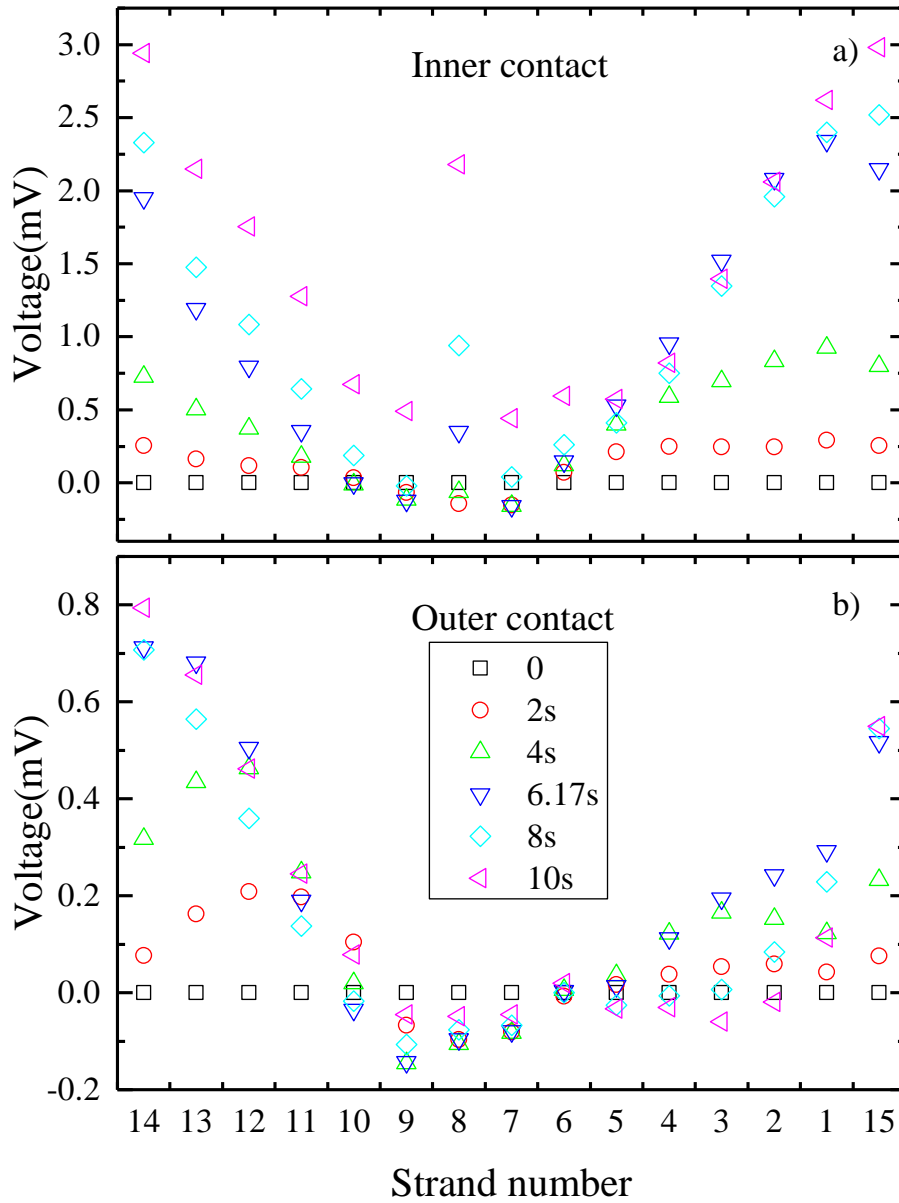 Inner contact
a)
3.0
2.5
2.0
1.5
1.0
0.5
0.0
Voltage(mV)
Outer contact
b)
0
2s
4s
6.17s
8s
10s
0.8
0.6
0.4
0.2
0.0
-0.2
Voltage(mV)
14 13 12 11 10 9 8 7 6 5 4 3 2 1 15
Strand number